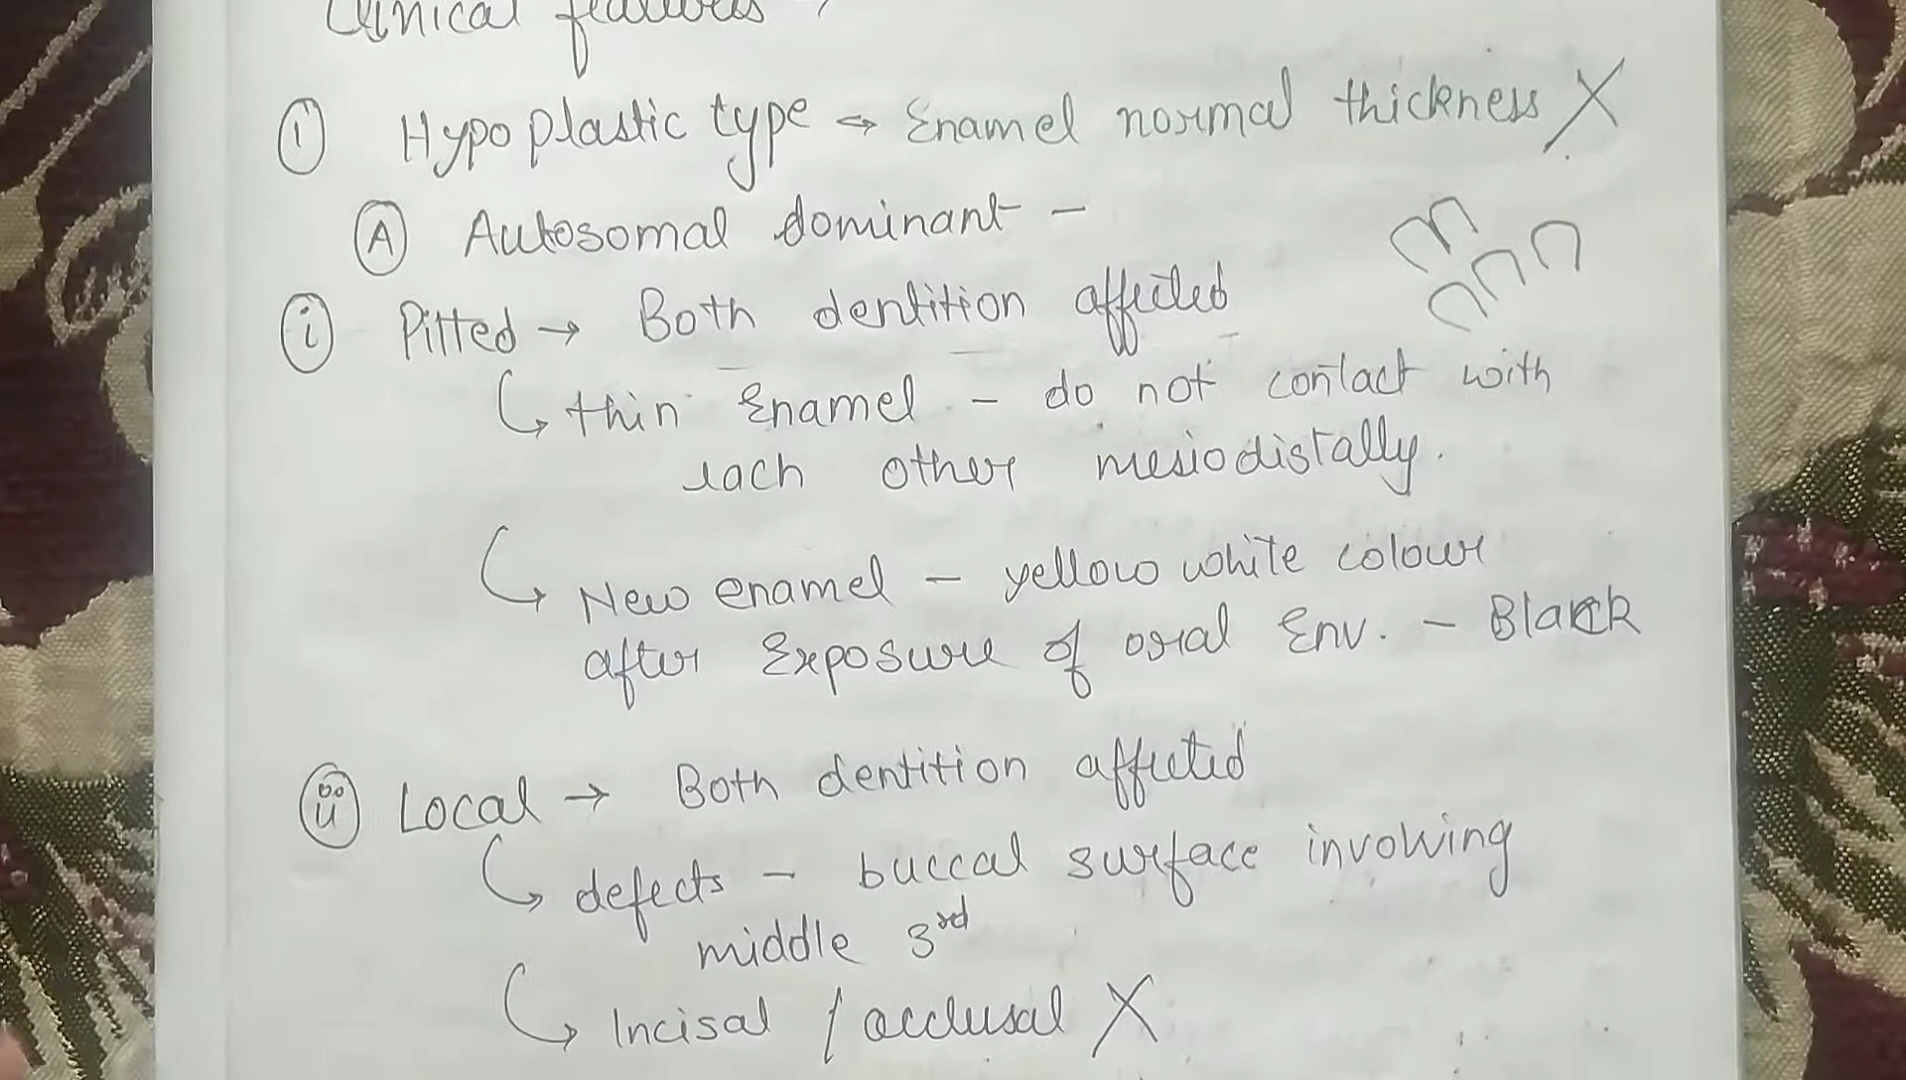 Clinical features
① Hypoplastic type ⇔ Enamel normal thickness X
Ⓐ Autosomal dominant -
ⓘ Pitted → Both dentition affected
↳ thin Enamel - do not contact with
each other mesiodistally.
↳ New enamel - yellow white colour
after Exposure of oral Env. - Black
ⓘⓘ Local → Both dentition affected
↳ defects - buccal surface involving
middle 3rd
↳ Incisal / occlusal X